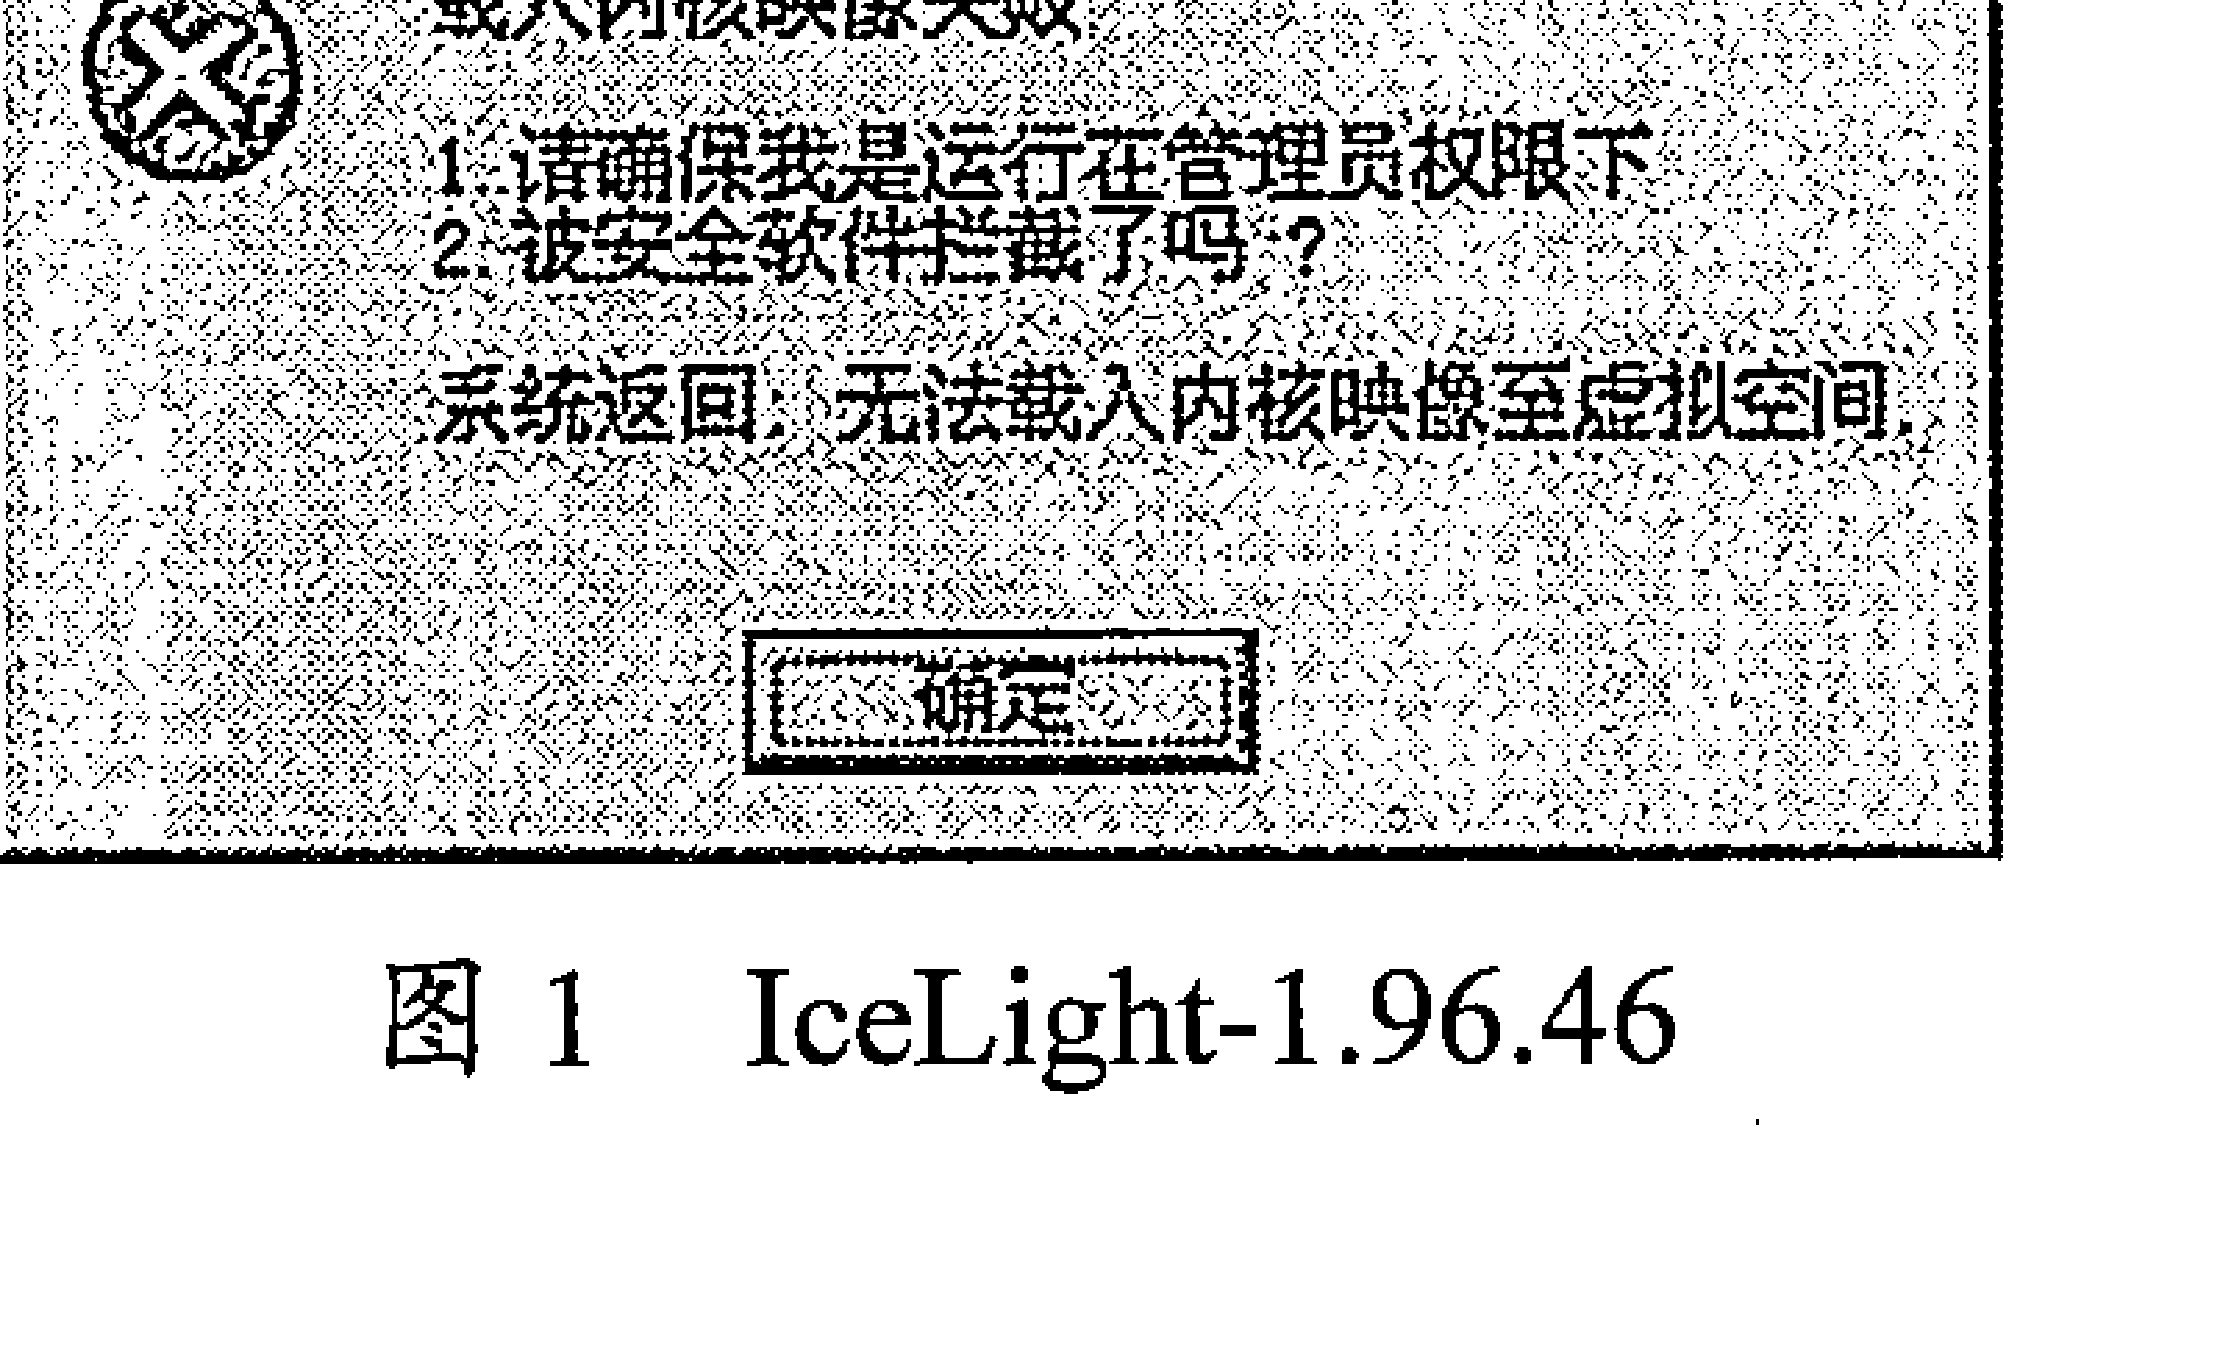 载入内核映像失败
1.请确保我是运行在管理员权限下
2.被安全软件拦截了吗？
系统返回：无法载入内核映像至虚拟空间.
确定
图 1 IceLight-1.96.46